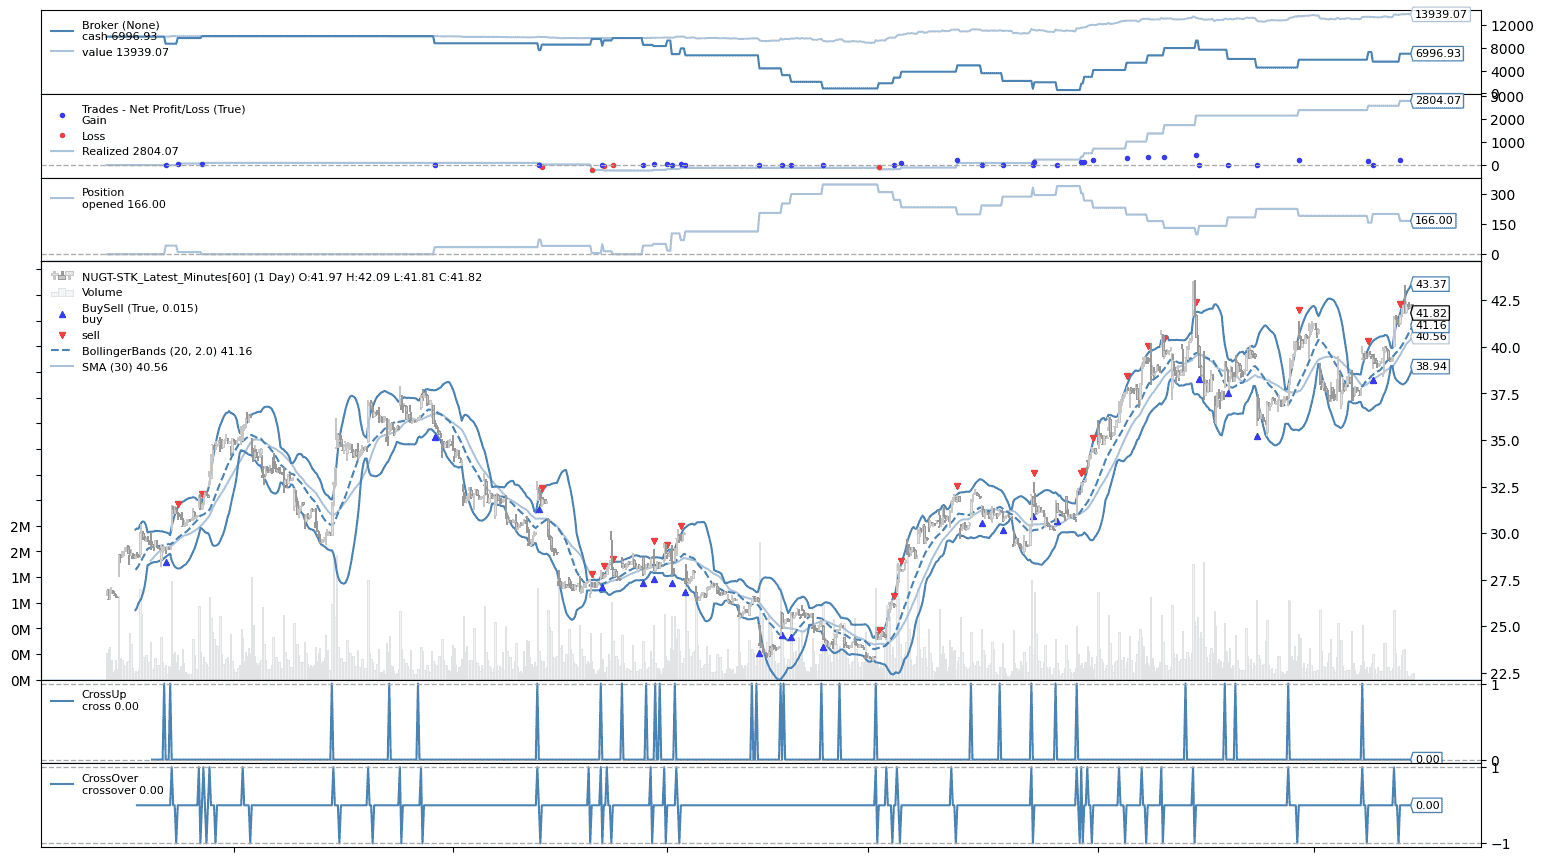 Broker (None)
cash 6996.93
value 13939.07
13939.07
12000
8000
6996.93
4000
0
Trades - Net Profit/Loss (True)
Gain
Loss
Realized 2804.07
3000
2804.07
2000
1000
0
Position
opened 166.00
300
150
166.00
0
NUGT-STK_Latest_Minutes[60] (1 Day) O:41.97 H:42.09 L:41.81 C:41.82
Volume
BuySell (True, 0.015)
buy
sell
BollingerBands (20, 2.0) 41.16
SMA (30) 40.56
43.37
42.5
41.82
41.16
40.56
40.0
38.94
37.5
35.0
32.5
30.0
27.5
25.0
22.5
2M
2M
1M
1M
0M
0M
0M
CrossUp
cross 0.00
1
0.00
0
CrossOver
crossover 0.00
1
0.00
−1